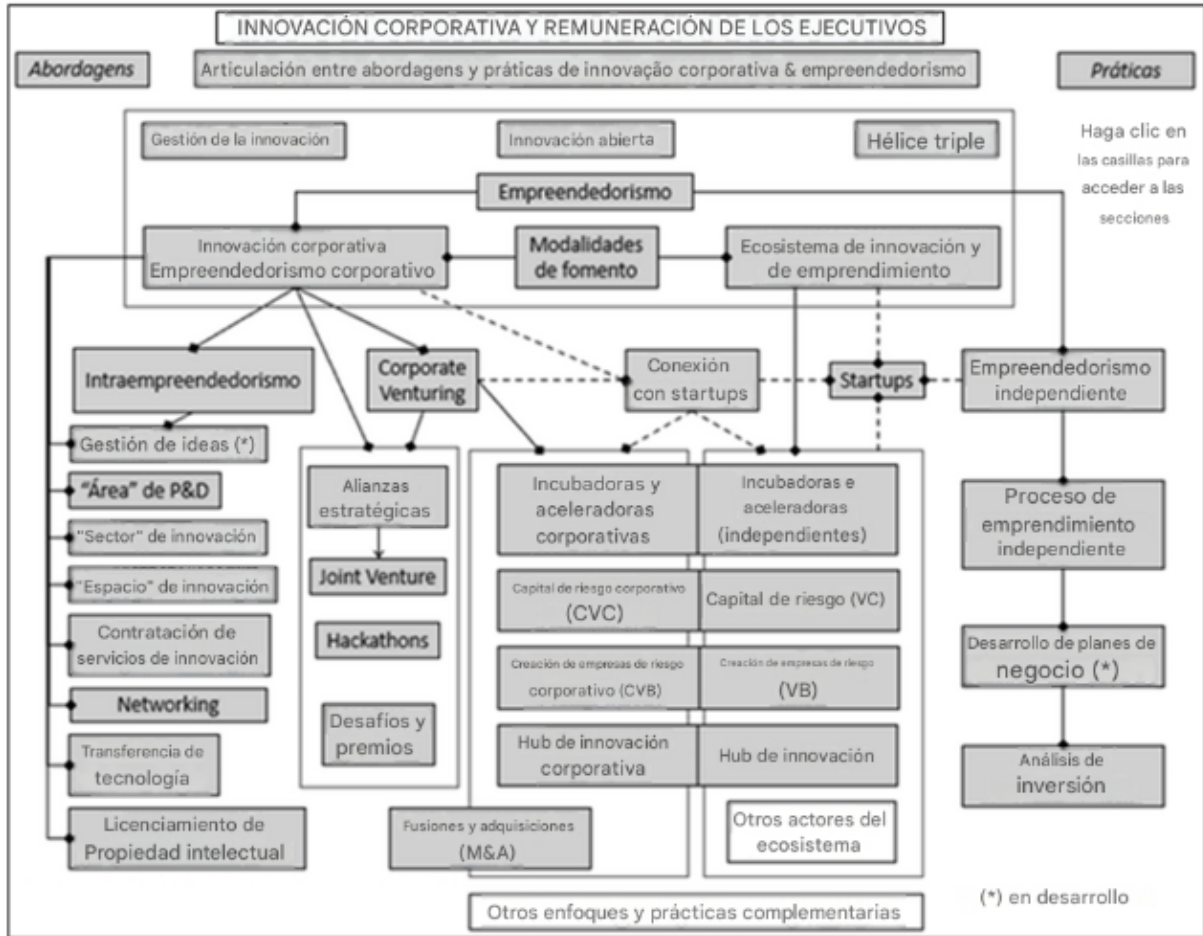 INNOVACIÓN CORPORATIVA Y REMUNERACIÓN DE LOS EJECUTIVOS
Abordagens
Articulación entre abordagens y práticas de innovação corporativa & empreendedorismo
Práticas
Gestión de la innovación
Innovación abierta
Hélice triple
Haga clic en
las casillas para
acceder a las
secciones
Empreendedorismo
Innovación corporativa
Empreendedorismo corporativo
Modalidades
de fomento
Ecosistema de innovación y
de emprendimiento
Intraempreendedorismo
Corporate
Venturing
Conexión
con startups
Startups
Empreendedorismo
independiente
Gestión de ideas (*)
"Área" de P&D
"Sector" de innovación
"Espacio" de innovación
Contratación de
servicios de innovación
Networking
Transferencia de
tecnología
Licenciamiento de
Propiedad intelectual
Alianzas
estratégicas
Joint Venture
Hackathons
Desafíos y
premios
Incubadoras y
aceleradoras
corporativas
Incubadoras e
aceleradoras
(independientes)
Capital de riesgo corporativo
(CVC)
Capital de riesgo (VC)
Creación de empresas de riesgo
corporativo (CVB)
Creación de empresas de riesgo
(VB)
Hub de innovación
corporativa
Hub de innovación
Fusiones y adquisiciones
(M&A)
Otros actores del
ecosistema
Proceso de
emprendimiento
independiente
Desarrollo de planes de
negocio (*)
Análisis de
inversión
Otros enfoques y prácticas complementarias
(*) en desarrollo